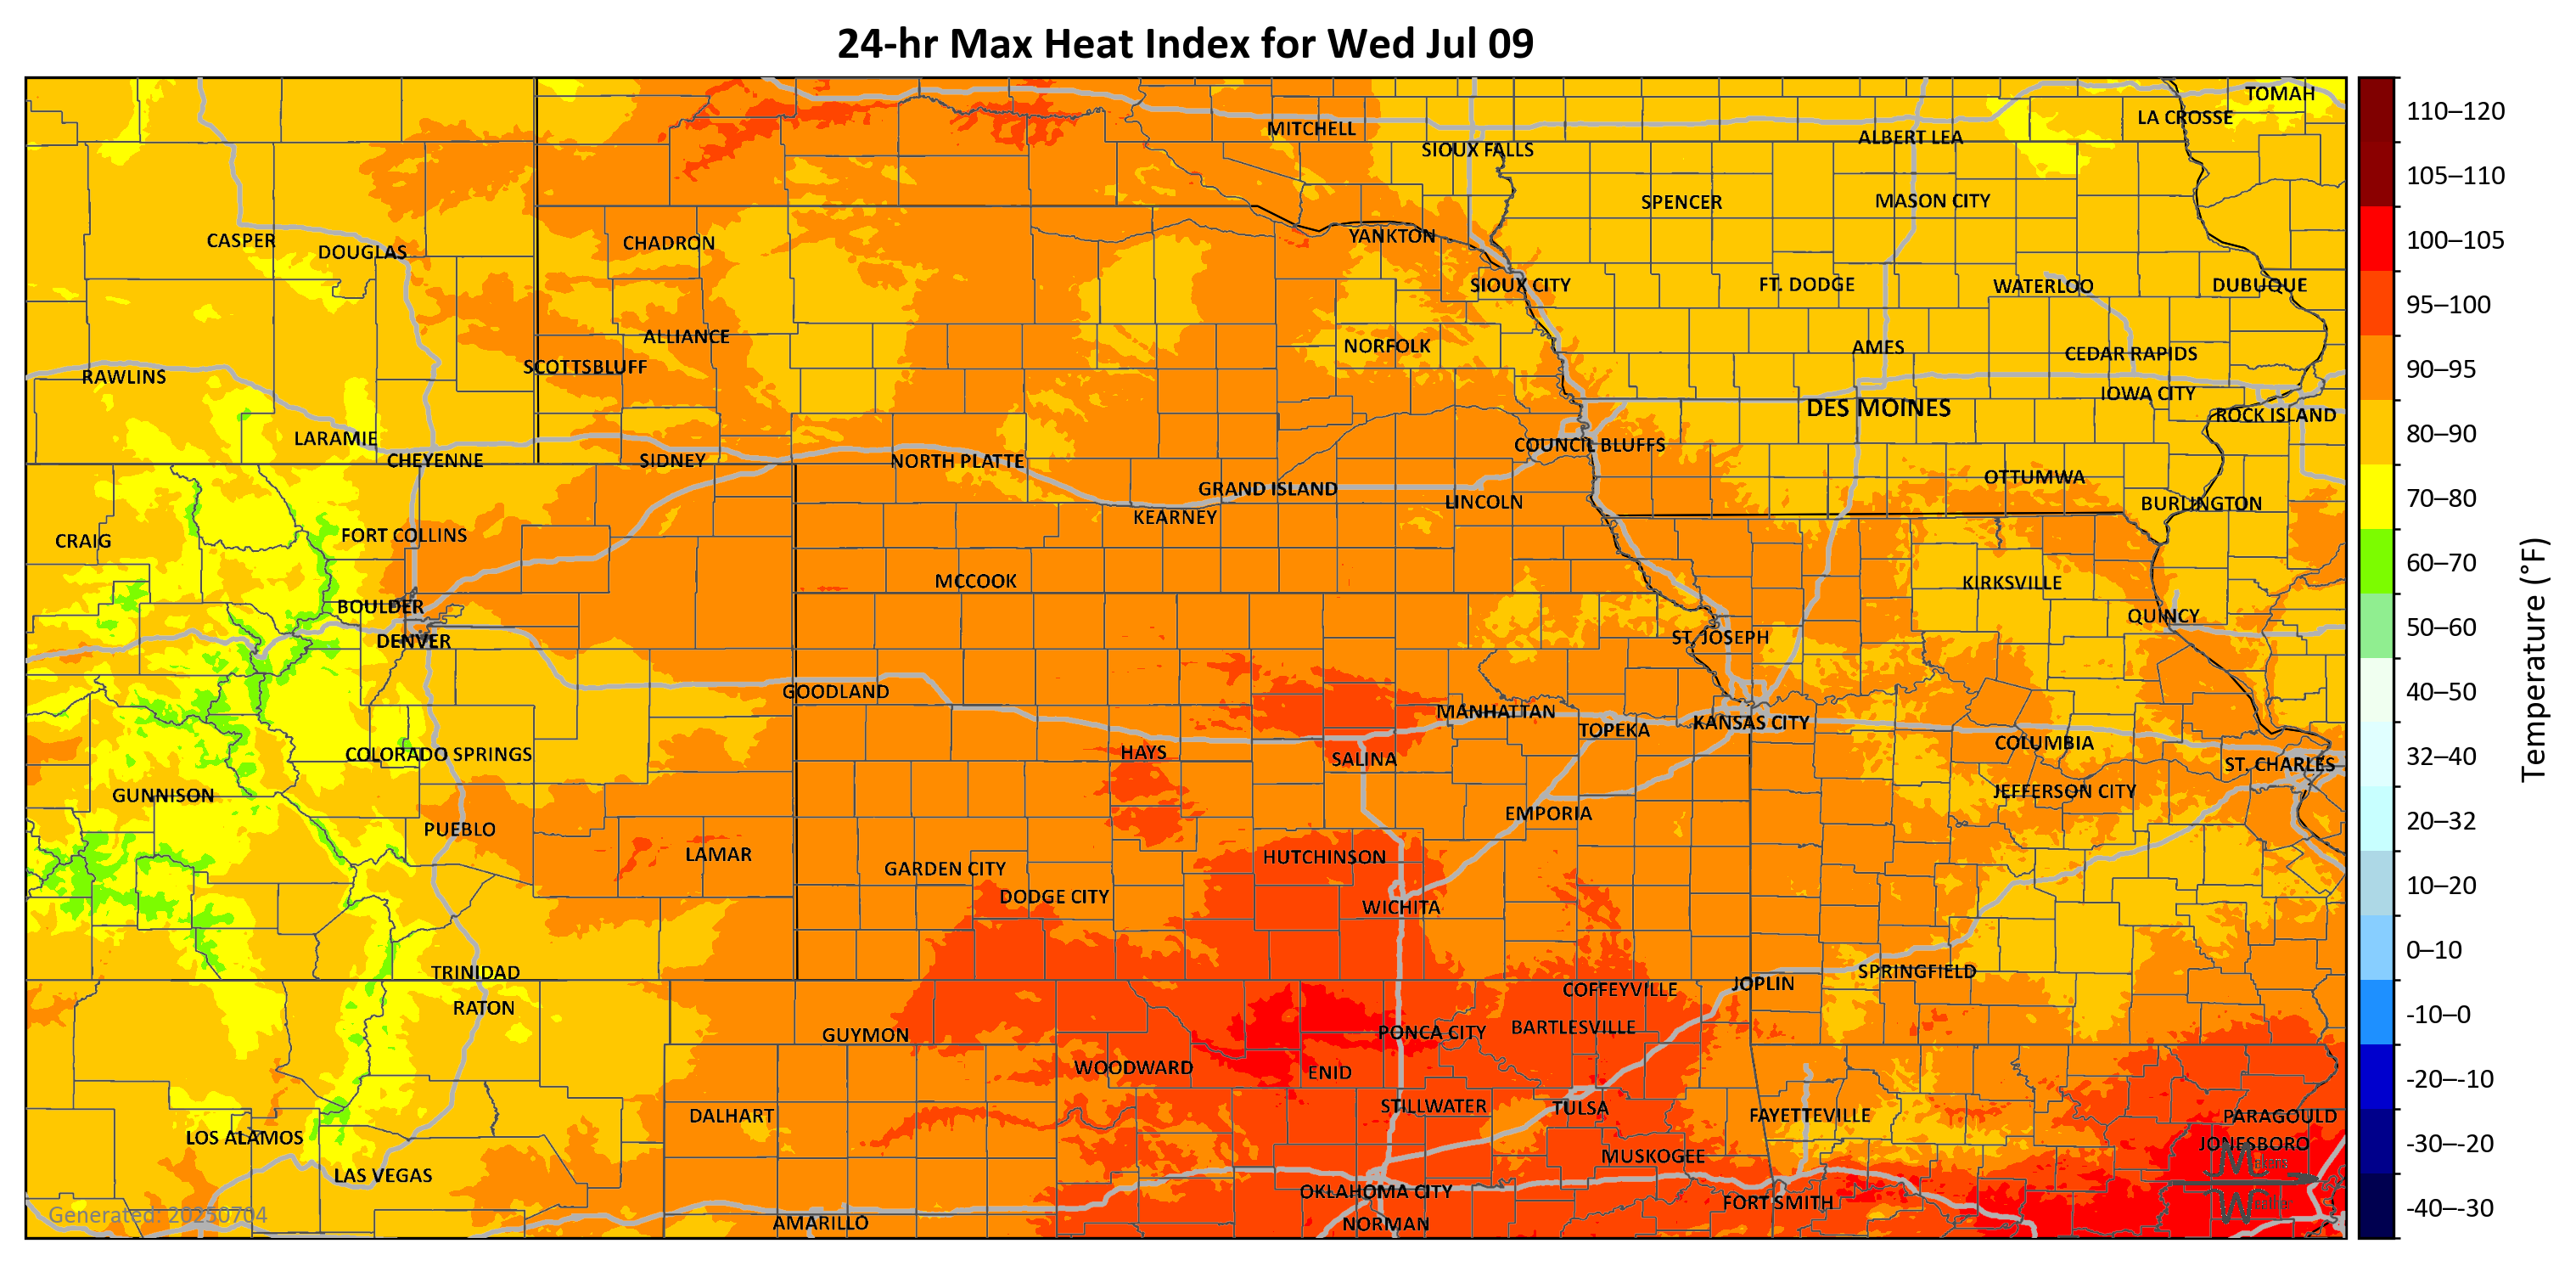 24-hr Max Heat Index for Wed Jul 09
TOMAH
LA CROSSE
MITCHELL
ALBERT LEA
SIOUX FALLS
SPENCER
MASON CITY
CASPER
DOUGLAS
CHADRON
YANKTON
SIOUX CITY
FT. DODGE
WATERLOO
DUBUQUE
ALLIANCE
NORFOLK
AMES
CEDAR RAPIDS
SCOTTSBLUFF
RAWLINS
IOWA CITY
DES MOINES
ROCK ISLAND
LARAMIE
COUNCIL BLUFFS
CHEYENNE
SIDNEY
NORTH PLATTE
OTTUMWA
GRAND ISLAND
LINCOLN
BURLINGTON
KEARNEY
FORT COLLINS
CRAIG
MCCOOK
KIRKSVILLE
BOULDER
QUINCY
DENVER
ST. JOSEPH
GOODLAND
MANHATTAN
KANSAS CITY
TOPEKA
COLUMBIA
HAYS
COLORADO SPRINGS
SALINA
ST. CHARLES
JEFFERSON CITY
GUNNISON
EMPORIA
PUEBLO
LAMAR
HUTCHINSON
GARDEN CITY
DODGE CITY
WICHITA
TRINIDAD
SPRINGFIELD
JOPLIN
COFFEYVILLE
RATON
GUYMON
PONCA CITY
BARTLESVILLE
WOODWARD
ENID
STILLWATER
TULSA
DALHART
FAYETTEVILLE
PARAGOULD
LOS ALAMOS
JONESBORO
MUSKOGEE
LAS VEGAS
OKLAHOMA CITY
FORT SMITH
Generated: 20250704
AMARILLO
NORMAN
110–120
105–110
100–105
95–100
90–95
80–90
70–80
60–70
50–60
40–50
32–40
20–32
10–20
0–10
-10–0
-20–-10
-30–-20
-40–-30
Temperature (°F)